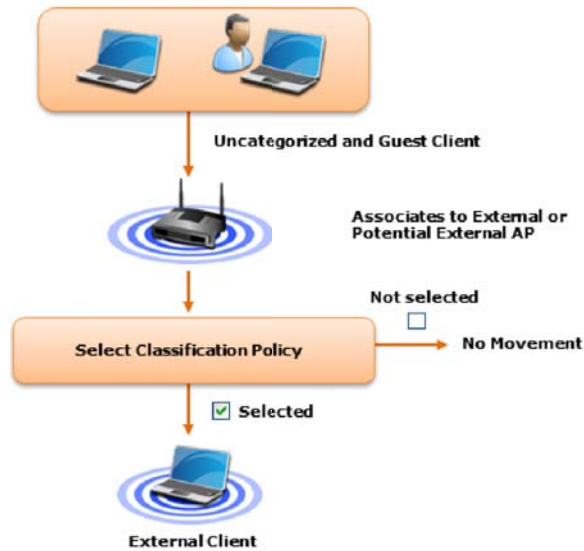 Uncategorized and Guest Client
Associates to External or
Potential External AP
Not selected
Select Classification Policy
No Movement
Selected
External Client